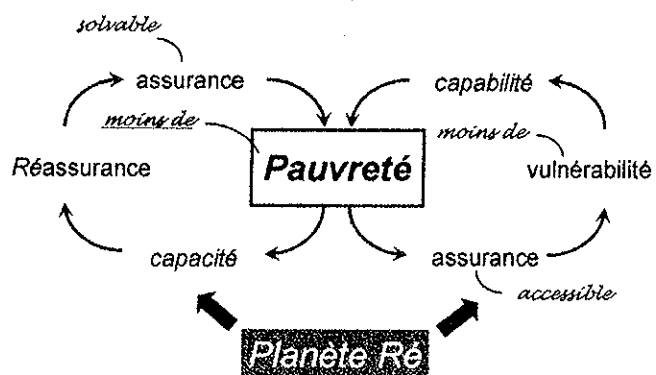 solvable
assurance
capabilité
moins de
moins de
Pauvreté
Réassurance
vulnérabilité
capacité
assurance
accessible
Planète Ré